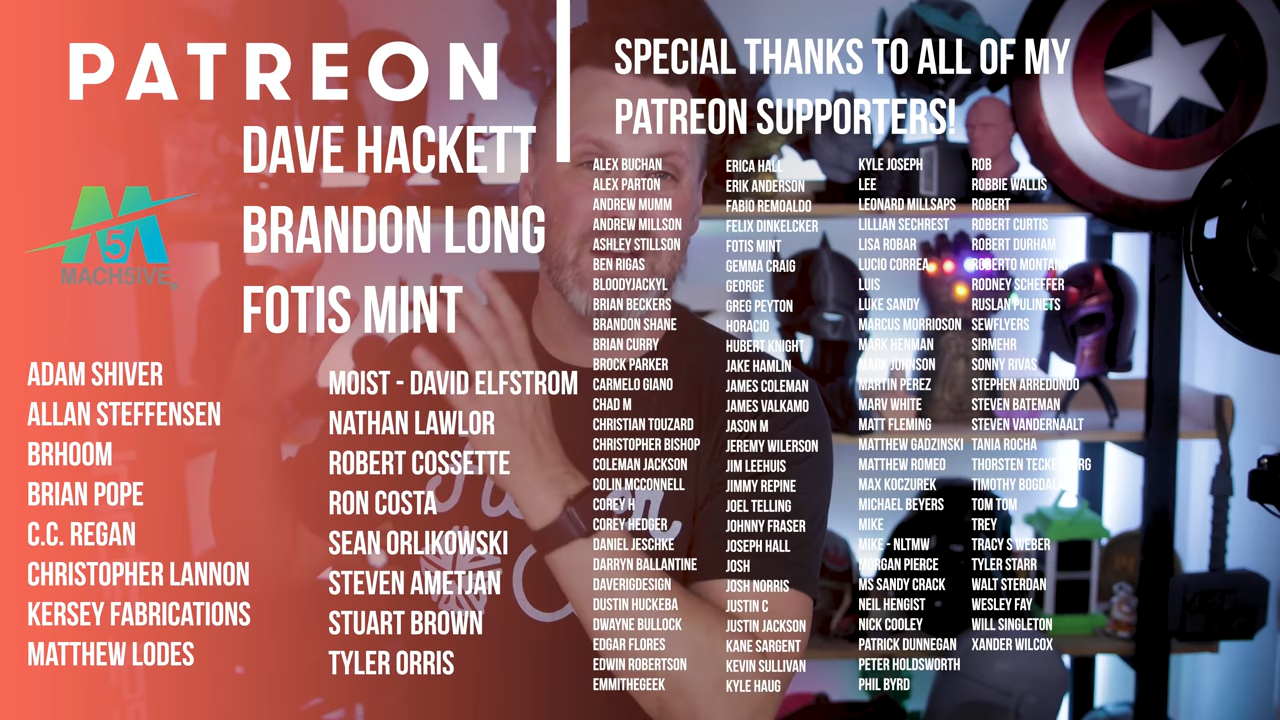 PATREON
DAVE HACKETT
BRANDON LONG
FOTIS MINT
M5
MACH5IVE
ADAM SHIVER
ALLAN STEFFENSEN
BRHOOM
BRIAN POPE
C.C. REGAN
CHRISTOPHER LANNON
KERSEY FABRICATIONS
MATTHEW LODES
MOIST - DAVID ELFSTROM
NATHAN LAWLOR
ROBERT COSSETTE
RON COSTA
SEAN ORLIKOWSKI
STEVEN AMETJAN
STUART BROWN
TYLER ORRIS
SPECIAL THANKS TO ALL OF MY
PATREON SUPPORTERS!
ALEX BUCHAN
ALEX PARTON
ANDREW MUMM
ANDREW MILLSON
ASHLEY STILLSON
BEN RIGAS
BLOODYJACKYL
BRIAN BECKERS
BRANDON SHANE
BRIAN CURRY
BROCK PARKER
CARMELO GIANO
CHAD M
CHRISTIAN TOUZARD
CHRISTOPHER BISHOP
COLEMAN JACKSON
COLIN MCCONNELL
COREY H
COREY HEDGER
DANIEL JESCHKE
DARRYN BALLANTINE
DAVERIGDESIGN
DUSTIN HUCKEBA
DWAYNE BULLOCK
EDGAR FLORES
EDWIN ROBERTSON
EMMITHEGEEK
ERICA HALL
ERIK ANDERSON
FABIO REMOALDO
FELIX DINKELCKER
FOTIS MINT
GEMMA CRAIG
GEORGE
GREG PEYTON
HORACIO
HUBERT KNIGHT
JAKE HAMLIN
JAMES COLEMAN
JAMES VALKAMO
JASON M
JEREMY WILERSON
JIM LEEHUIS
JIMMY REPINE
JOEL TELLING
JOHNNY FRASER
JOSEPH HALL
JOSH
JOSH NORRIS
JUSTIN C
JUSTIN JACKSON
KANE SARGENT
KEVIN SULLIVAN
KYLE HAUG
KYLE JOSEPH
LEE
LEONARD MILLSAPS
LILLIAN SECHREST
LISA ROBAR
LUCIO CORREA
LUIS
LUKE SANDY
MARCUS MORRIOSON
MARK HENMAN
MARK JOHNSON
MARTIN PEREZ
MARV WHITE
MATT FLEMING
MATTHEW GADZINSKI
MATTHEW ROMEO
MAX KOCZUREK
MICHAEL BEYERS
MIKE
MIKE - NLTMW
MORGAN PIERCE
MS SANDY CRACK
NEIL HENGIST
NICK COOLEY
PATRICK DUNNEGAN
PETER HOLDSWORTH
PHIL BYRD
ROB
ROBBIE WALLIS
ROBERT
ROBERT CURTIS
ROBERT DURHAM
ROBERTO MONTANO
RODNEY SCHEFFER
RUSLAN PULINETS
SEWFLYERS
SIRMEHR
SONNY RIVAS
STEPHEN ARREDONDO
STEVEN BATEMAN
STEVEN VANDERNAALT
TANIA ROCHA
THORSTEN
TIMOTHY
TOM TOM
TREY
TRACY S WEBER
TYLER STARR
WALT STERDAN
WESLEY FAY
WILL SINGLETON
XANDER WILCOX